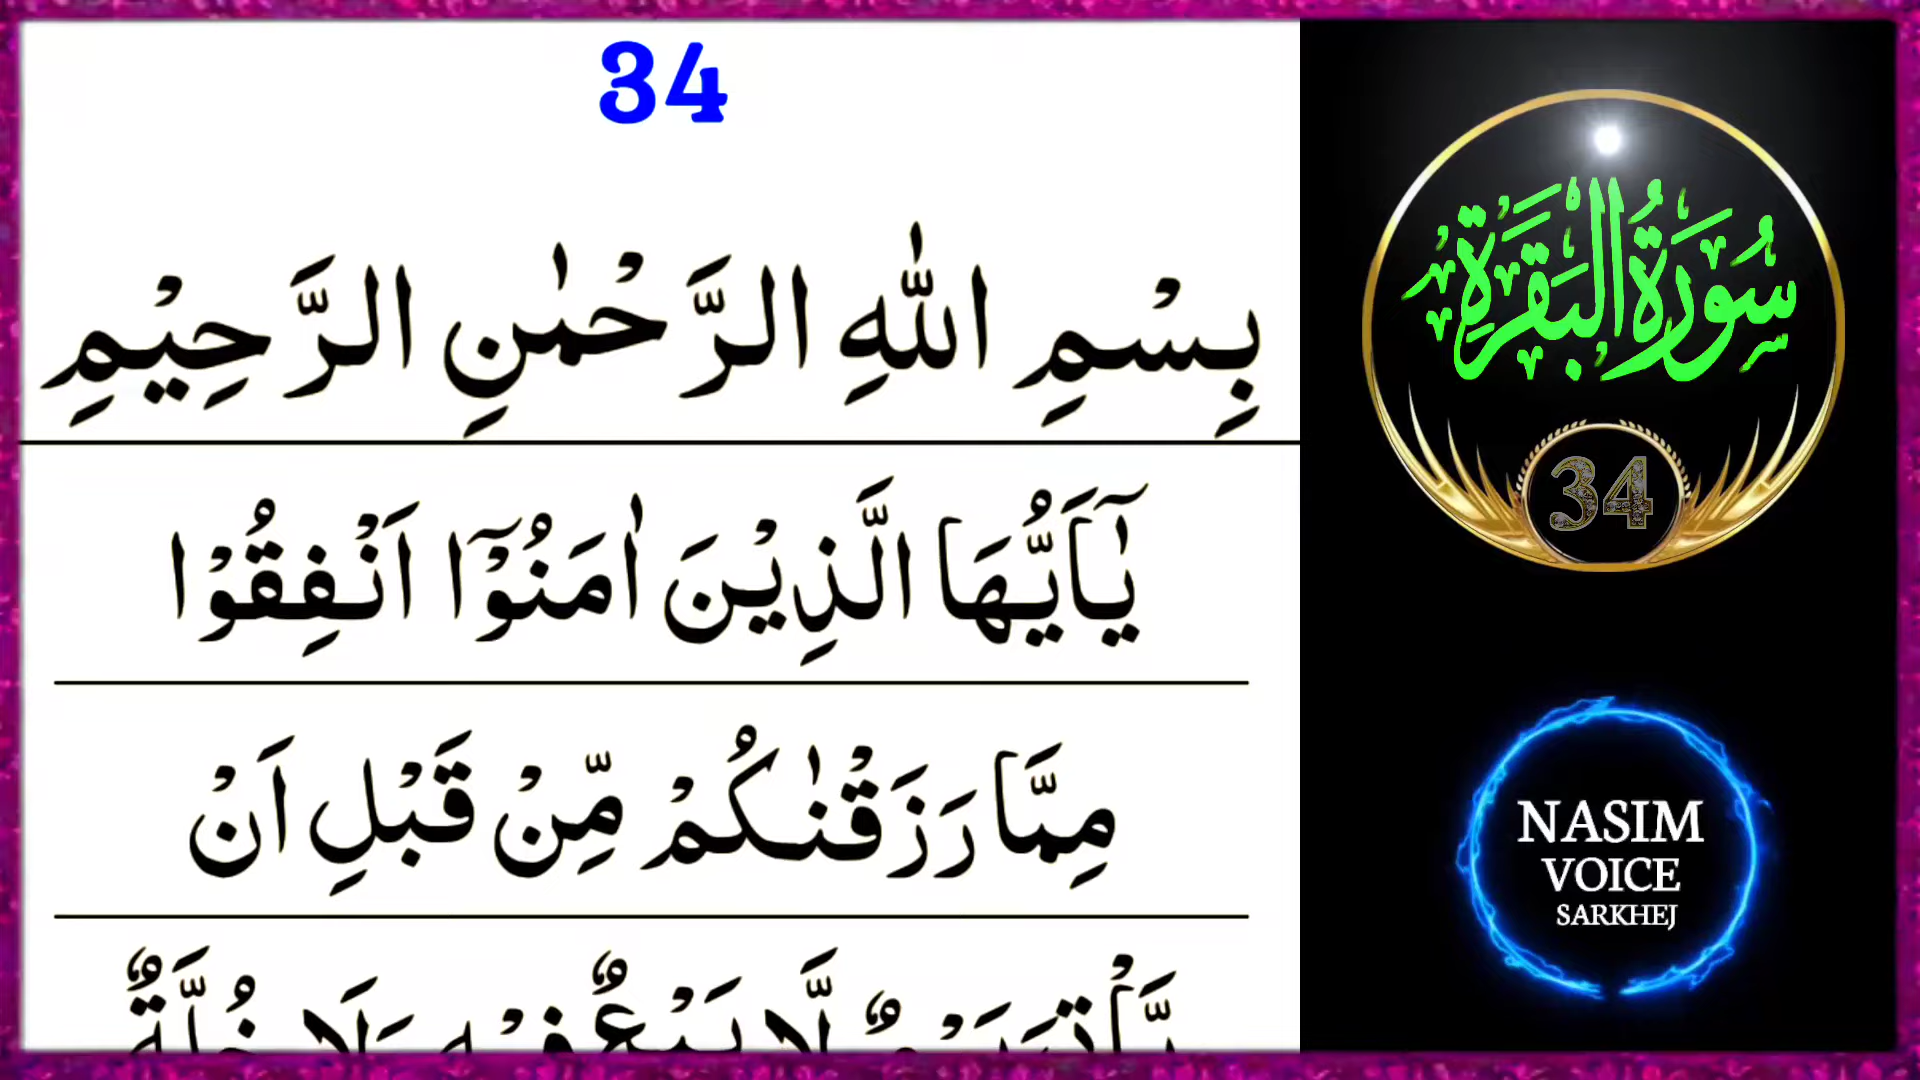 34
بِسْمِ اللّٰهِ الرَّحْمٰنِ الرَّحِيْمِ
يٰٓاَيُّهَا الَّذِيْنَ اٰمَنُوْٓا اَنْفِقُوْا
مِمَّا رَزَقْنٰكُمْ مِّنْ قَبْلِ اَنْ
يَّاْتِيَ يَوْمٌ لَّا بَيْعٌ فِيْهِ وَلَا خُلَّةٌ
سُوْرَةُ الْبَقَرَةِ
34
NASIM
VOICE
SARKHEJ